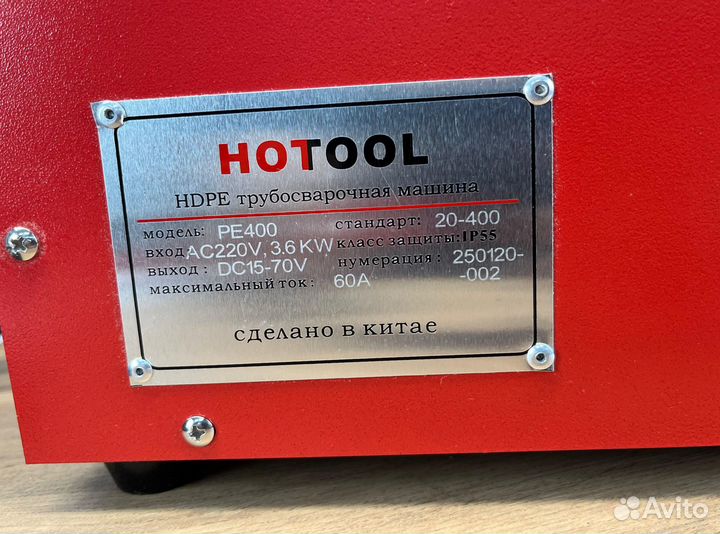 HOTOOL
HDPE трубосварочная машина
модель: PE400 стандарт: 20-400
вход: AC220V, 3.6 KW класс защиты: IP55
выход : DC15-70V нумерация : 250120-
максимальный ток: 60A -002
сделано в китае
Avito